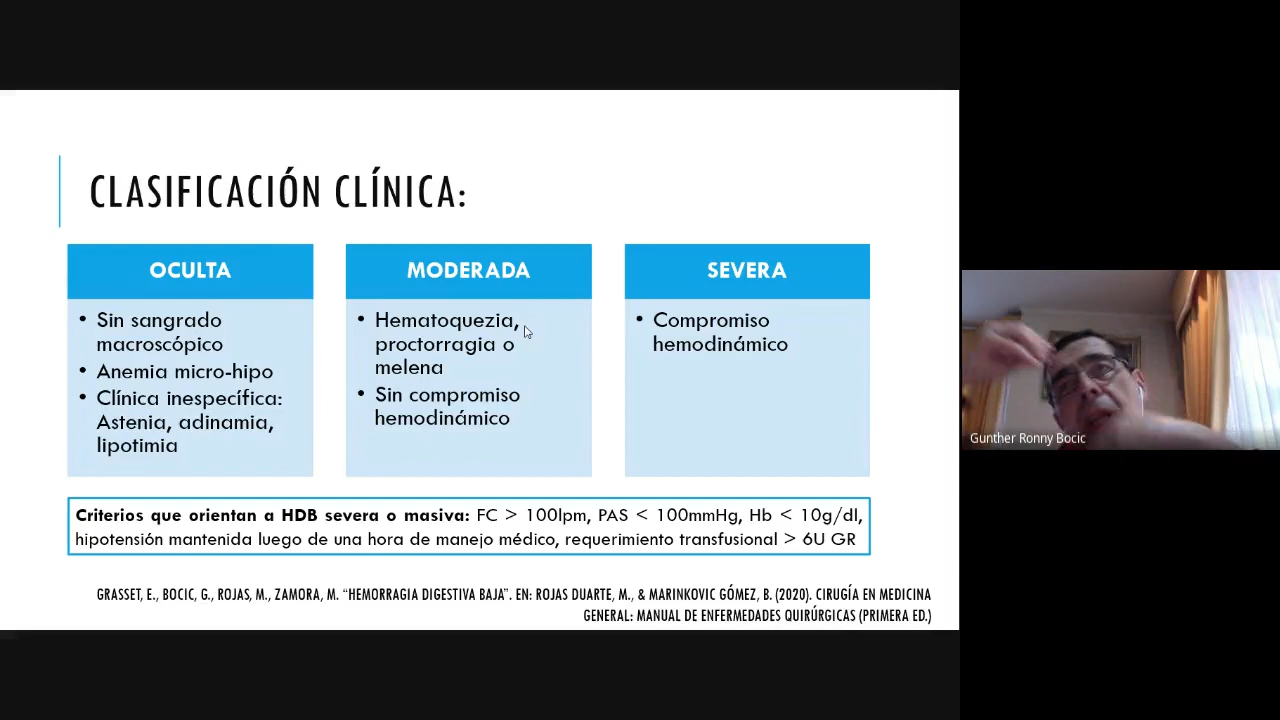 CLASIFICACIÓN CLÍNICA:
OCULTA
• Sin sangrado
macroscópico
• Anemia micro-hipo
• Clínica inespecífica:
Astenia, adinamia,
lipotimia
MODERADA
• Hematoquezia,
proctorragia o
melena
• Sin compromiso
hemodinámico
SEVERA
• Compromiso
hemodinámico
Criterios que orientan a HDB severa o masiva: FC > 100lpm, PAS < 100mmHg, Hb < 10g/dl,
hipotensión mantenida luego de una hora de manejo médico, requerimiento transfusional > 6U GR
GRASSET, E., BOCIC, G., ROJAS, M., ZAMORA, M. “HEMORRAGIA DIGESTIVA BAJA”. EN: ROJAS DUARTE, M., & MARINKOVIC GÓMEZ, B. (2020). CIRUGÍA EN MEDICINA
GENERAL: MANUAL DE ENFERMEDADES QUIRÚRGICAS (PRIMERA ED.)
Gunther Ronny Bocic